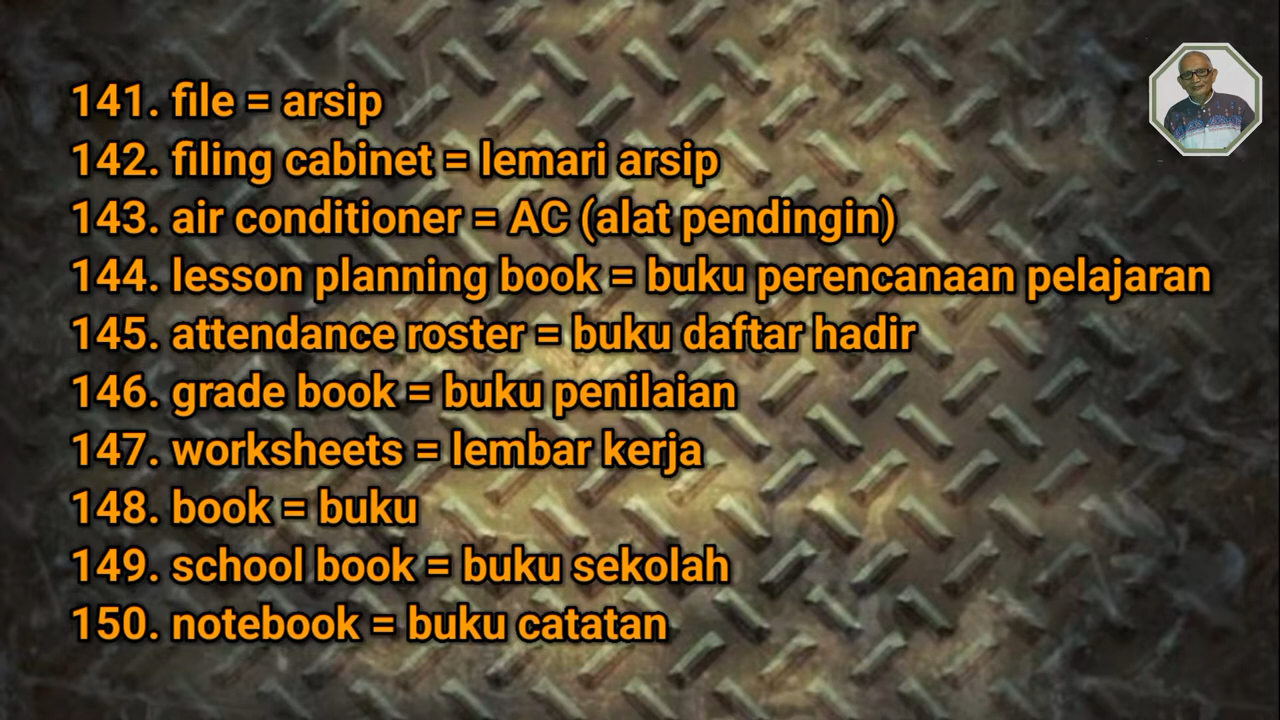 141. file = arsip
142. filing cabinet = lemari arsip
143. air conditioner = AC (alat pendingin)
144. lesson planning book = buku perencanaan pelajaran
145. attendance roster = buku daftar hadir
146. grade book = buku penilaian
147. worksheets = lembar kerja
148. book = buku
149. school book = buku sekolah
150. notebook = buku catatan